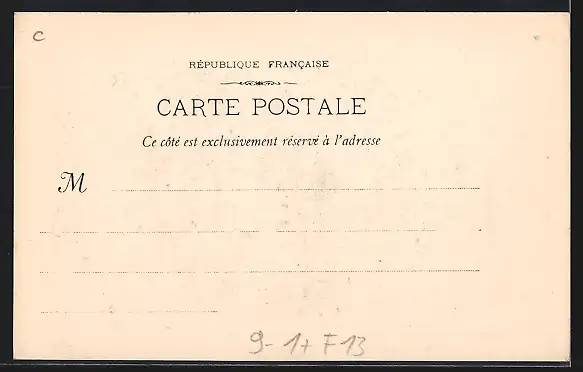 C
RÉPUBLIQUE FRANÇAISE
CARTE POSTALE
Ce côté est exclusivement réservé à l'adresse
M
9- 1+ F13